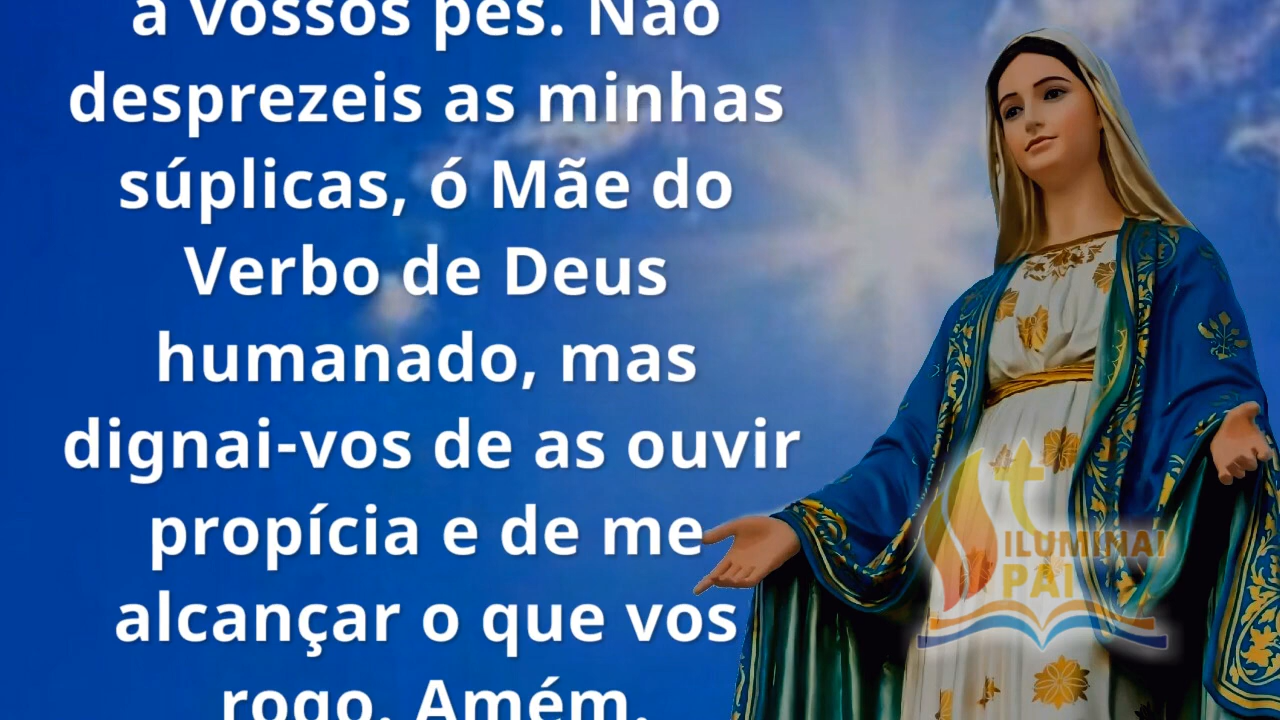 a vossos pés. Não
desprezeis as minhas
súplicas, ó Mãe do
Verbo de Deus
humanado, mas
dignai-vos de as ouvir
propícia e de me
alcançar o que vos
rogo. Amém.
ILUMINAI
PAI